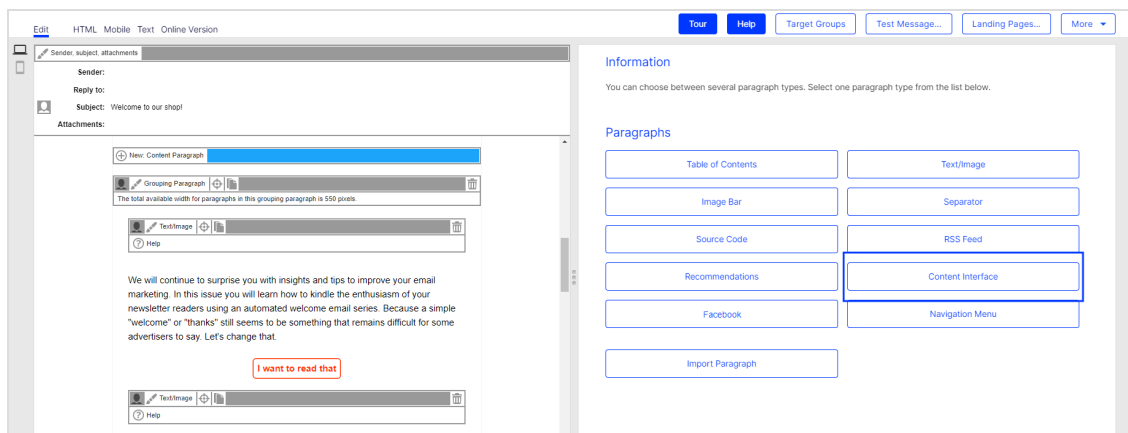 Edit HTML Mobile Text Online Version
Tour Help Target Groups Test Message... Landing Pages... More
Sender, subject, attachments
Sender:
Reply to:
Subject: Welcome to our shop!
Attachments:
New: Content Paragraph
Grouping Paragraph
The total available width for paragraphs in this grouping paragraph is 550 pixels.
Text/Image
Help
We will continue to surprise you with insights and tips to improve your email
marketing. In this issue you will learn how to kindle the enthusiasm of your
newsletter readers using an automated welcome email series. Because a simple
"welcome" or "thanks" still seems to be something that remains difficult for some
advertisers to say. Let's change that.
I want to read that
Text/Image
Help
Information
You can choose between several paragraph types. Select one paragraph type from the list below.
Paragraphs
Table of Contents Text/Image
Image Bar Separator
Source Code RSS Feed
Recommendations Content Interface
Facebook Navigation Menu
Import Paragraph